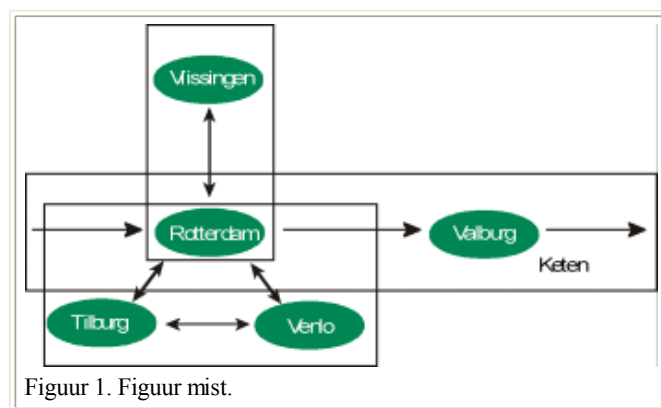 Vlissingen
Rotterdam
Valburg
Keten
Tilburg
Venlo
Figuur 1. Figuur mist.